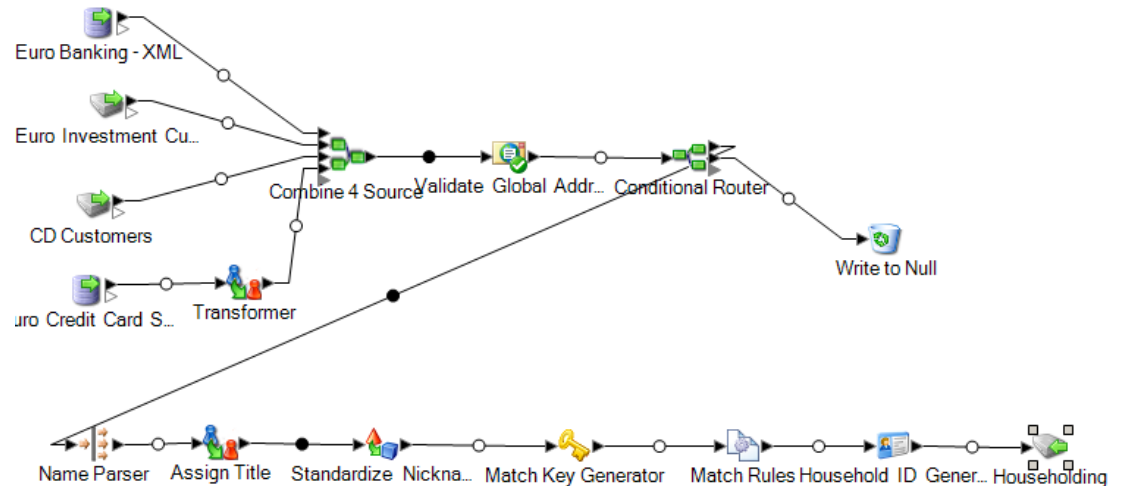 Euro Banking - XML
Euro Investment Cu...
Combine 4 Source
Validate Global Addr...
Conditional Router
CD Customers
Write to Null
uro Credit Card S...
Transformer
Name Parser
Assign Title
Standardize Nickna...
Match Key Generator
Match Rules
Household ID Gener...
Householding